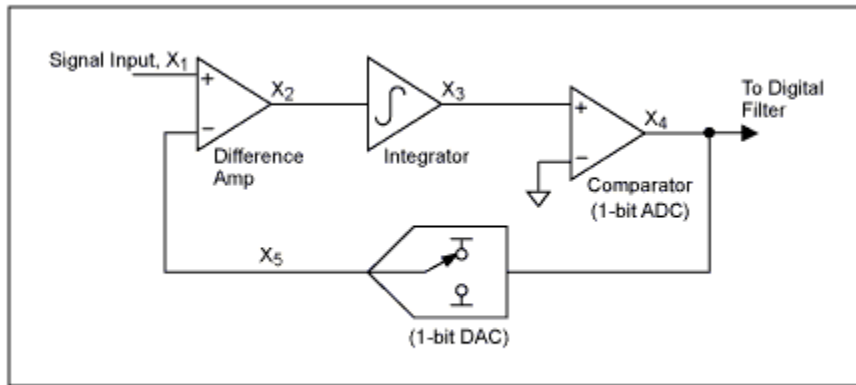 Signal Input, X1
+
−
X2
Difference
Amp
X3
Integrator
+
−
X4
Comparator
(1-bit ADC)
To Digital
Filter
X5
(1-bit DAC)